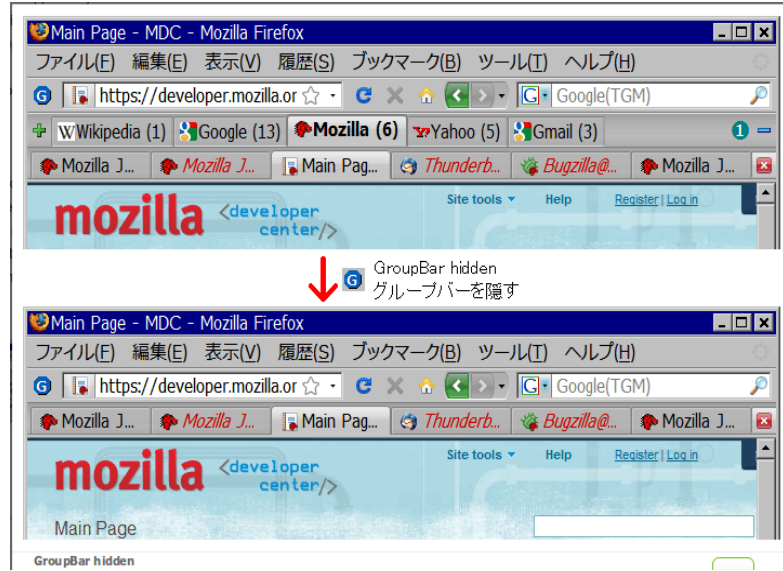 Main Page - MDC - Mozilla Firefox
ファイル(F) 編集(E) 表示(V) 履歴(S) ブックマーク(B) ツール(T) ヘルプ(H)
G https://developer.mozilla.or G Google(TGM)
W Wikipedia (1) Google (13) Mozilla (6) Yahoo (5) Gmail (3) 1
Mozilla J... Mozilla J... Main Pag... Thunderb... Bugzilla@... Mozilla J...
Site tools Help Register | Log in
mozilla <developer
center/>
G GroupBar hidden
グループバーを隠す
Main Page - MDC - Mozilla Firefox
ファイル(F) 編集(E) 表示(V) 履歴(S) ブックマーク(B) ツール(T) ヘルプ(H)
G https://developer.mozilla.or G Google(TGM)
Mozilla J... Mozilla J... Main Pag... Thunderb... Bugzilla@... Mozilla J...
Site tools Help Register | Log in
mozilla <developer
center/>
Main Page
GroupBar hidden